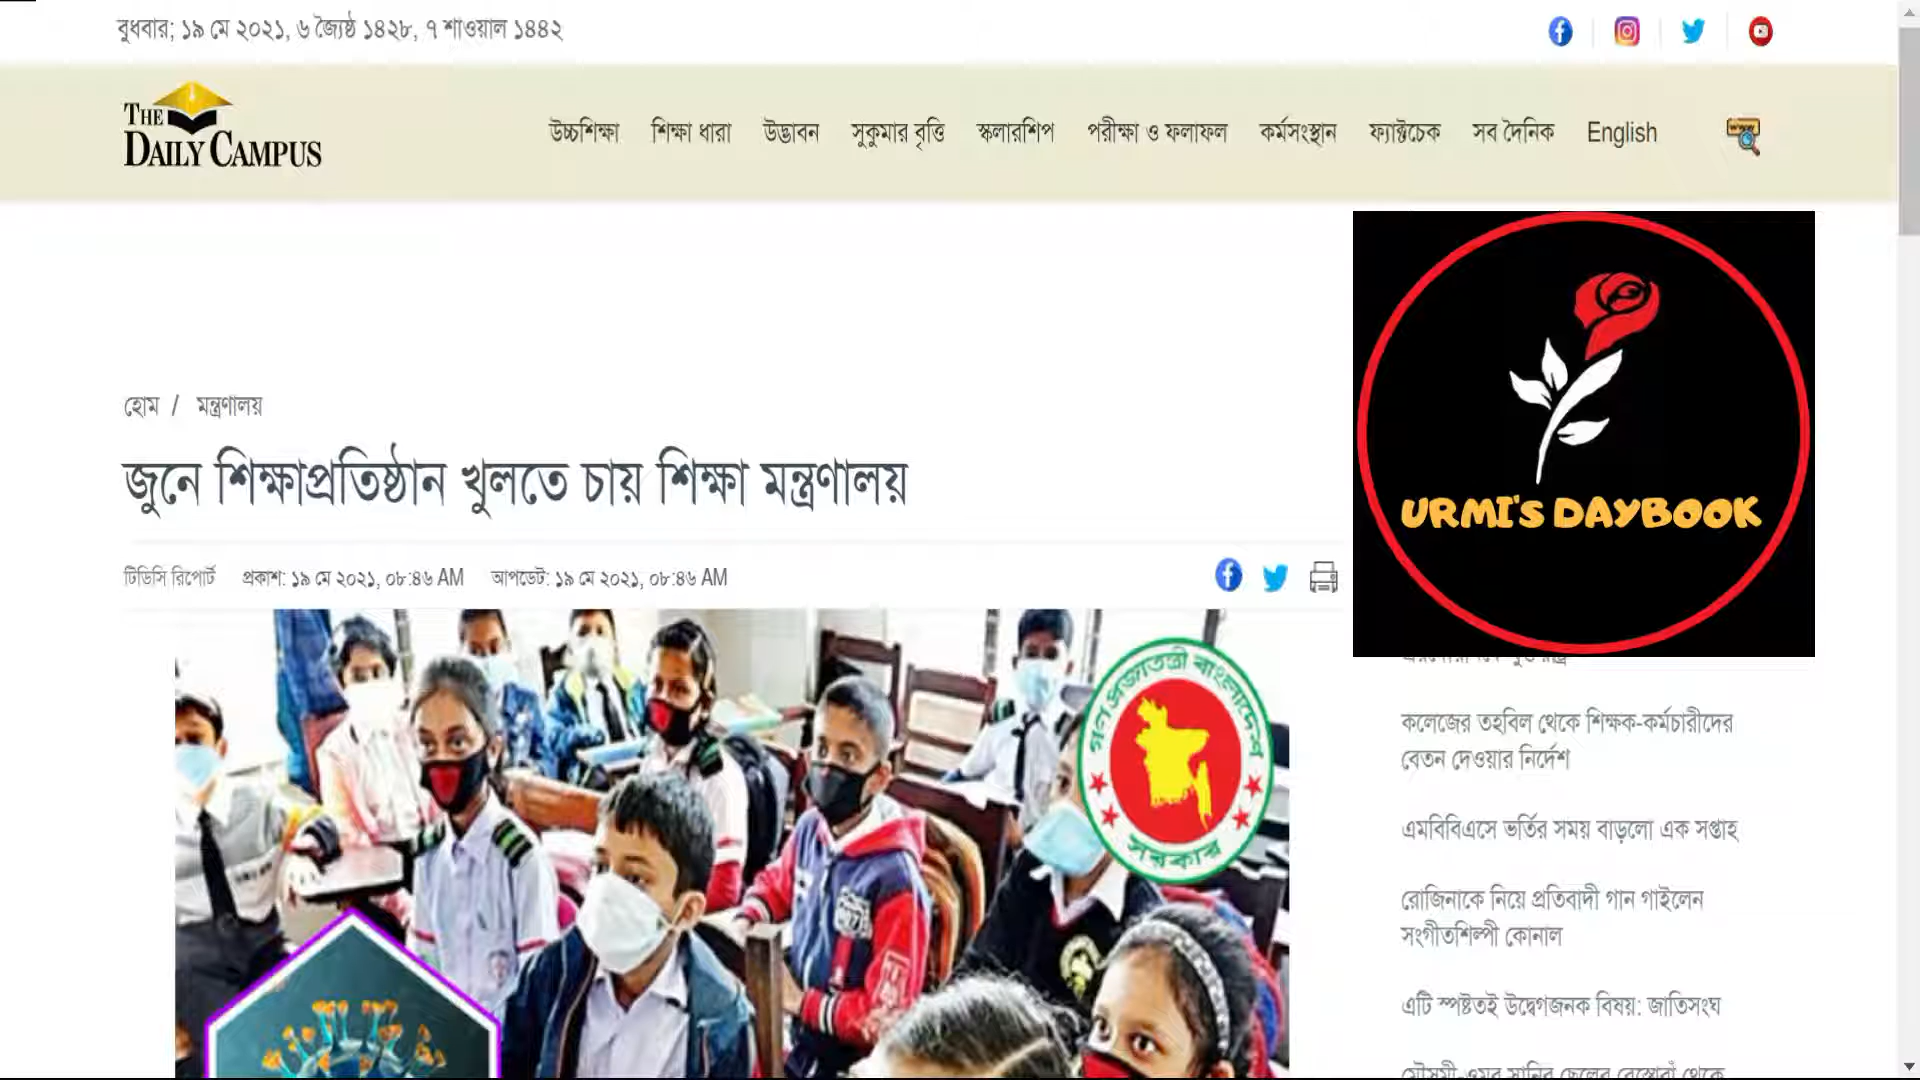 বুধবার; ১৯ মে ২০২১, ৬ জ্যৈষ্ঠ ১৪২৮, ৭ শাওয়াল ১৪৪২
THE
DAILY CAMPUS
উচ্চশিক্ষা শিক্ষা ধারা উদ্ভাবন সুকুমার বৃত্তি স্কলারশিপ পরীক্ষা ও ফলাফল কর্মসংস্থান ফ্যাক্টচেক সব দৈনিক English
www
হোম / মন্ত্রণালয়
জুনে শিক্ষাপ্রতিষ্ঠান খুলতে চায় শিক্ষা মন্ত্রণালয়
টিডিসি রিপোর্ট প্রকাশ: ১৯ মে ২০২১, ০৮:৪৬ AM আপডেট: ১৯ মে ২০২১, ০৮:৪৬ AM
গণপ্রজাতন্ত্রী বাংলাদেশ
সরকার
URMI'S DAYBOOK
কলেজের তহবিল থেকে শিক্ষক-কর্মচারীদের
বেতন দেওয়ার নির্দেশ
এমবিবিএসে ভর্তির সময় বাড়লো এক সপ্তাহ
রোজিনাকে নিয়ে প্রতিবাদী গান গাইলেন
সংগীতশিল্পী কোনাল
এটি স্পষ্টতই উদ্বেগজনক বিষয়: জাতিসংঘ
মৌসুমী-ওমর সানির ছেলের রেস্তোরাঁ থেকে